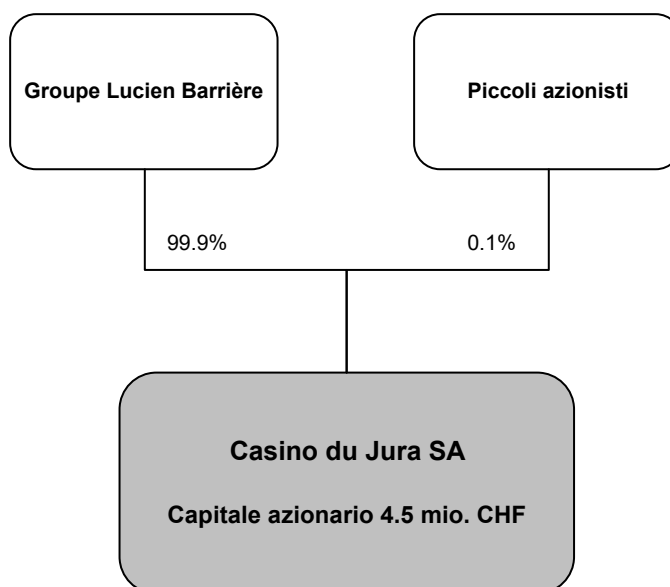 Groupe Lucien Barrière
Piccoli azionisti
99.9%
0.1%
Casino du Jura SA
Capitale azionario 4.5 mio. CHF